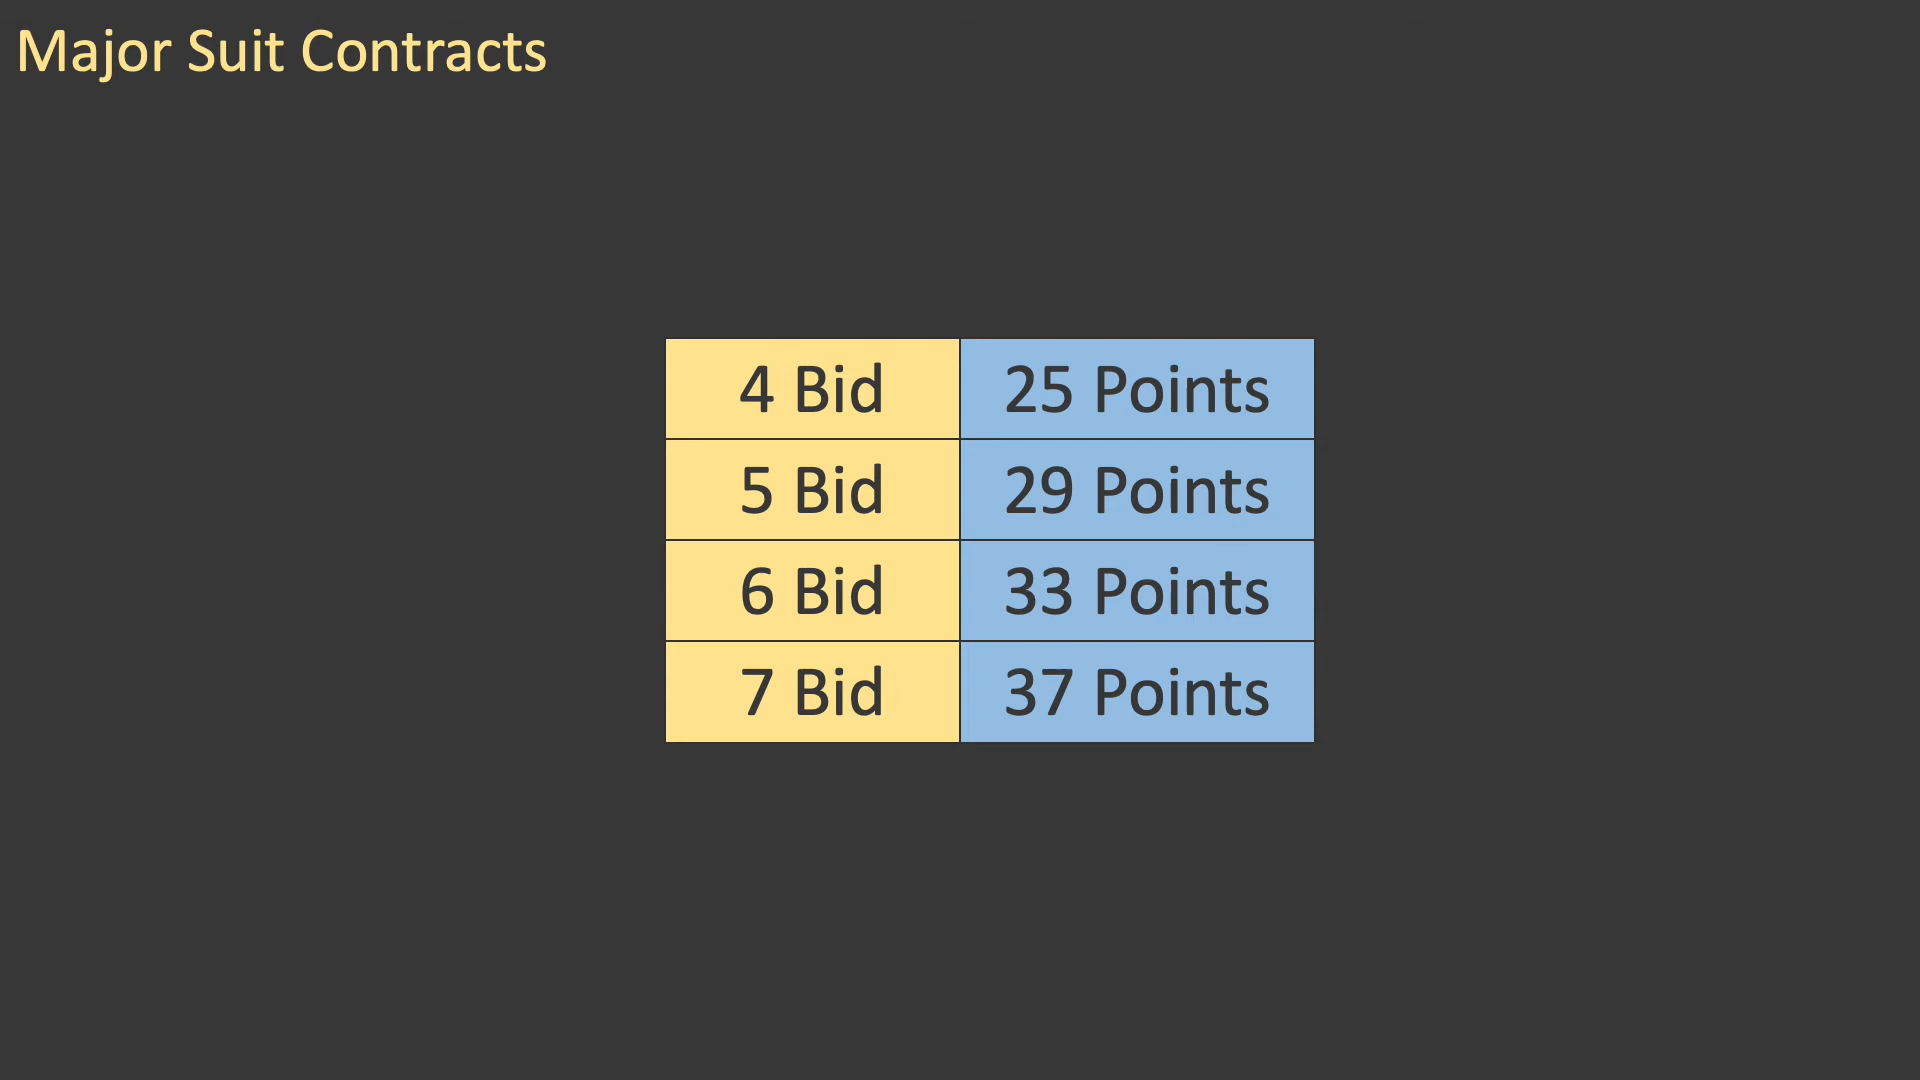 Major Suit Contracts
4 Bid 25 Points
5 Bid 29 Points
6 Bid 33 Points
7 Bid 37 Points